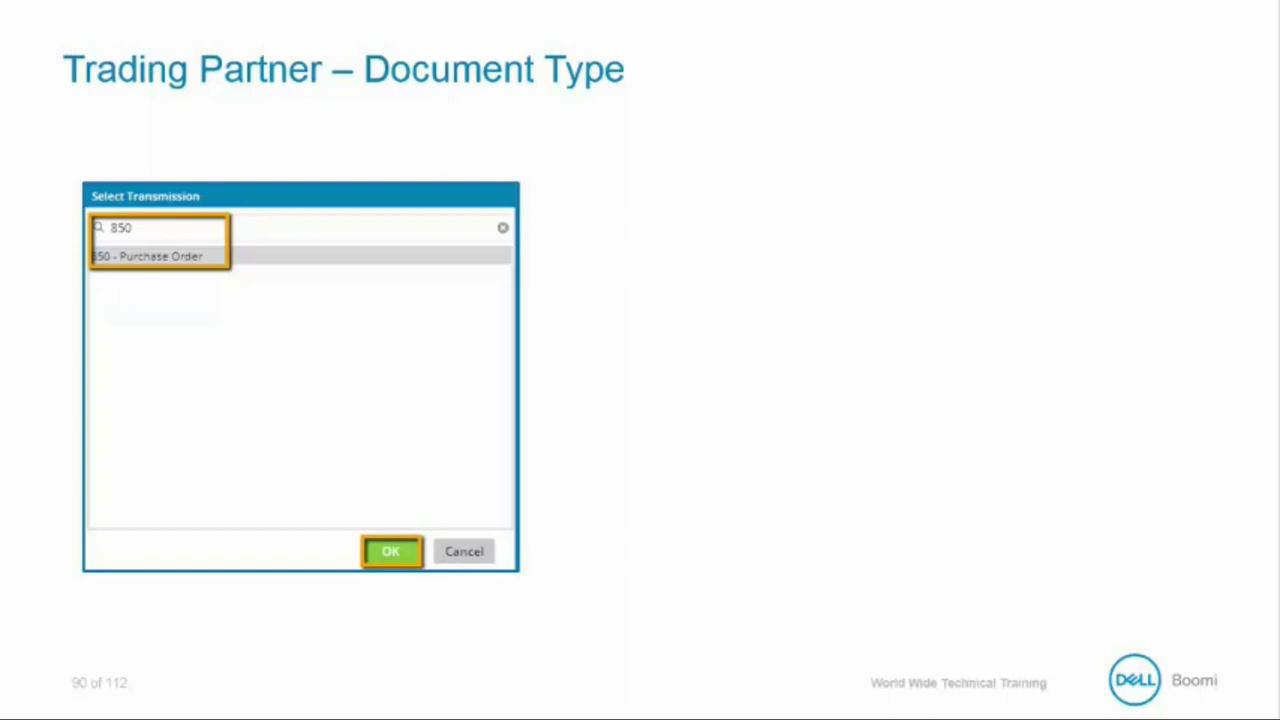 Trading Partner – Document Type
Select Transmission
850
850 - Purchase Order
OK
Cancel
90 of 112
World Wide Technical Training
DELL
Boomi